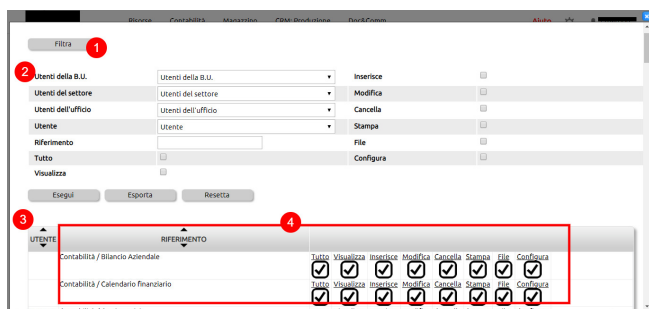 Risorse Contabilità Magazzino CRM: Produzione Doc&Comm Aiuto
Filtra 1
2
Utenti della B.U. Utenti della B.U. Inserisce
Utenti del settore Utenti del settore Modifica
Utenti dell'ufficio Utenti dell'ufficio Cancella
Utente Utente Stampa
Riferimento File
Tutto Configura
Visualizza
Esegui Esporta Resetta
3 4
UTENTE RIFERIMENTO
Contabilità / Bilancio Aziendale Tutto Visualizza Inserisce Modifica Cancella Stampa File Configura
Contabilità / Calendario finanziario Tutto Visualizza Inserisce Modifica Cancella Stampa File Configura